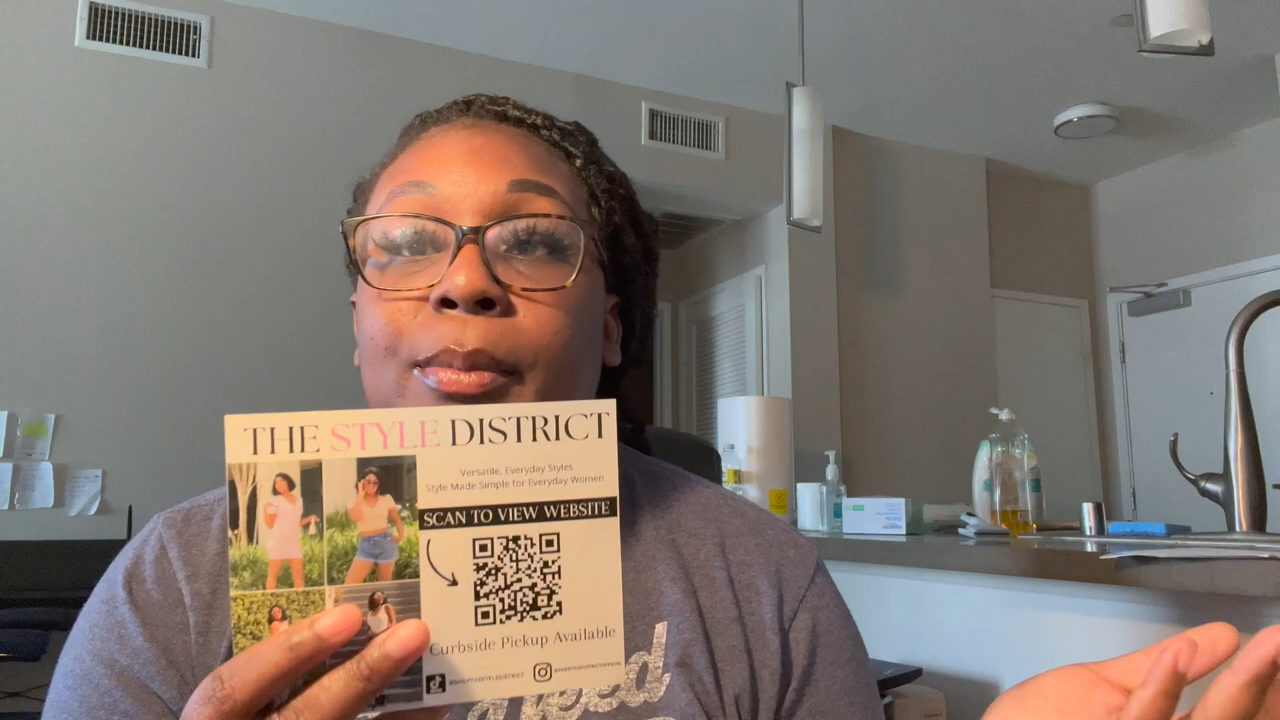 THE STYLE DISTRICT
Versatile, Everyday Styles
Style Made Simple for Everyday Women
SCAN TO VIEW WEBSITE
Curbside Pickup Available
@SHOPTHESTYLEDISTRICT